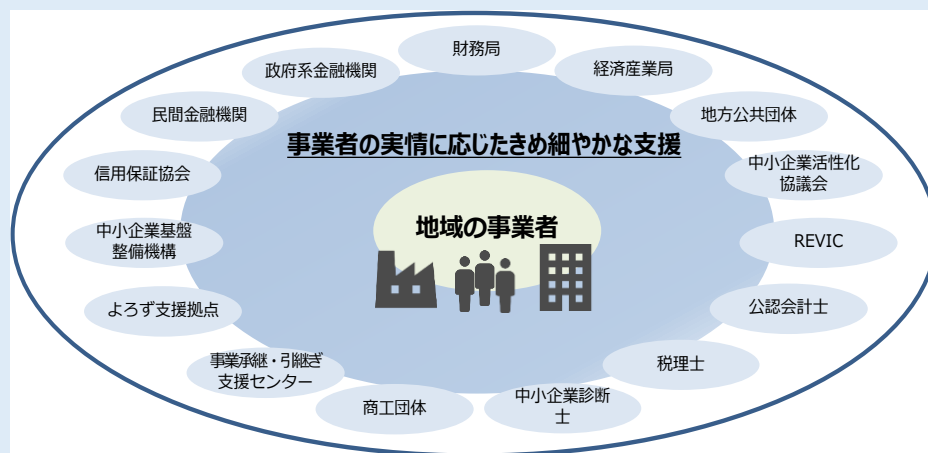 財務局
政府系金融機関
経済産業局
民間金融機関
地方公共団体
事業者の実情に応じたきめ細やかな支援
信用保証協会
中小企業活性化
協議会
地域の事業者
中小企業基盤
整備機構
REVIC
よろず支援拠点
公認会計士
事業承継・引継ぎ
支援センター
税理士
商工団体
中小企業診断
士